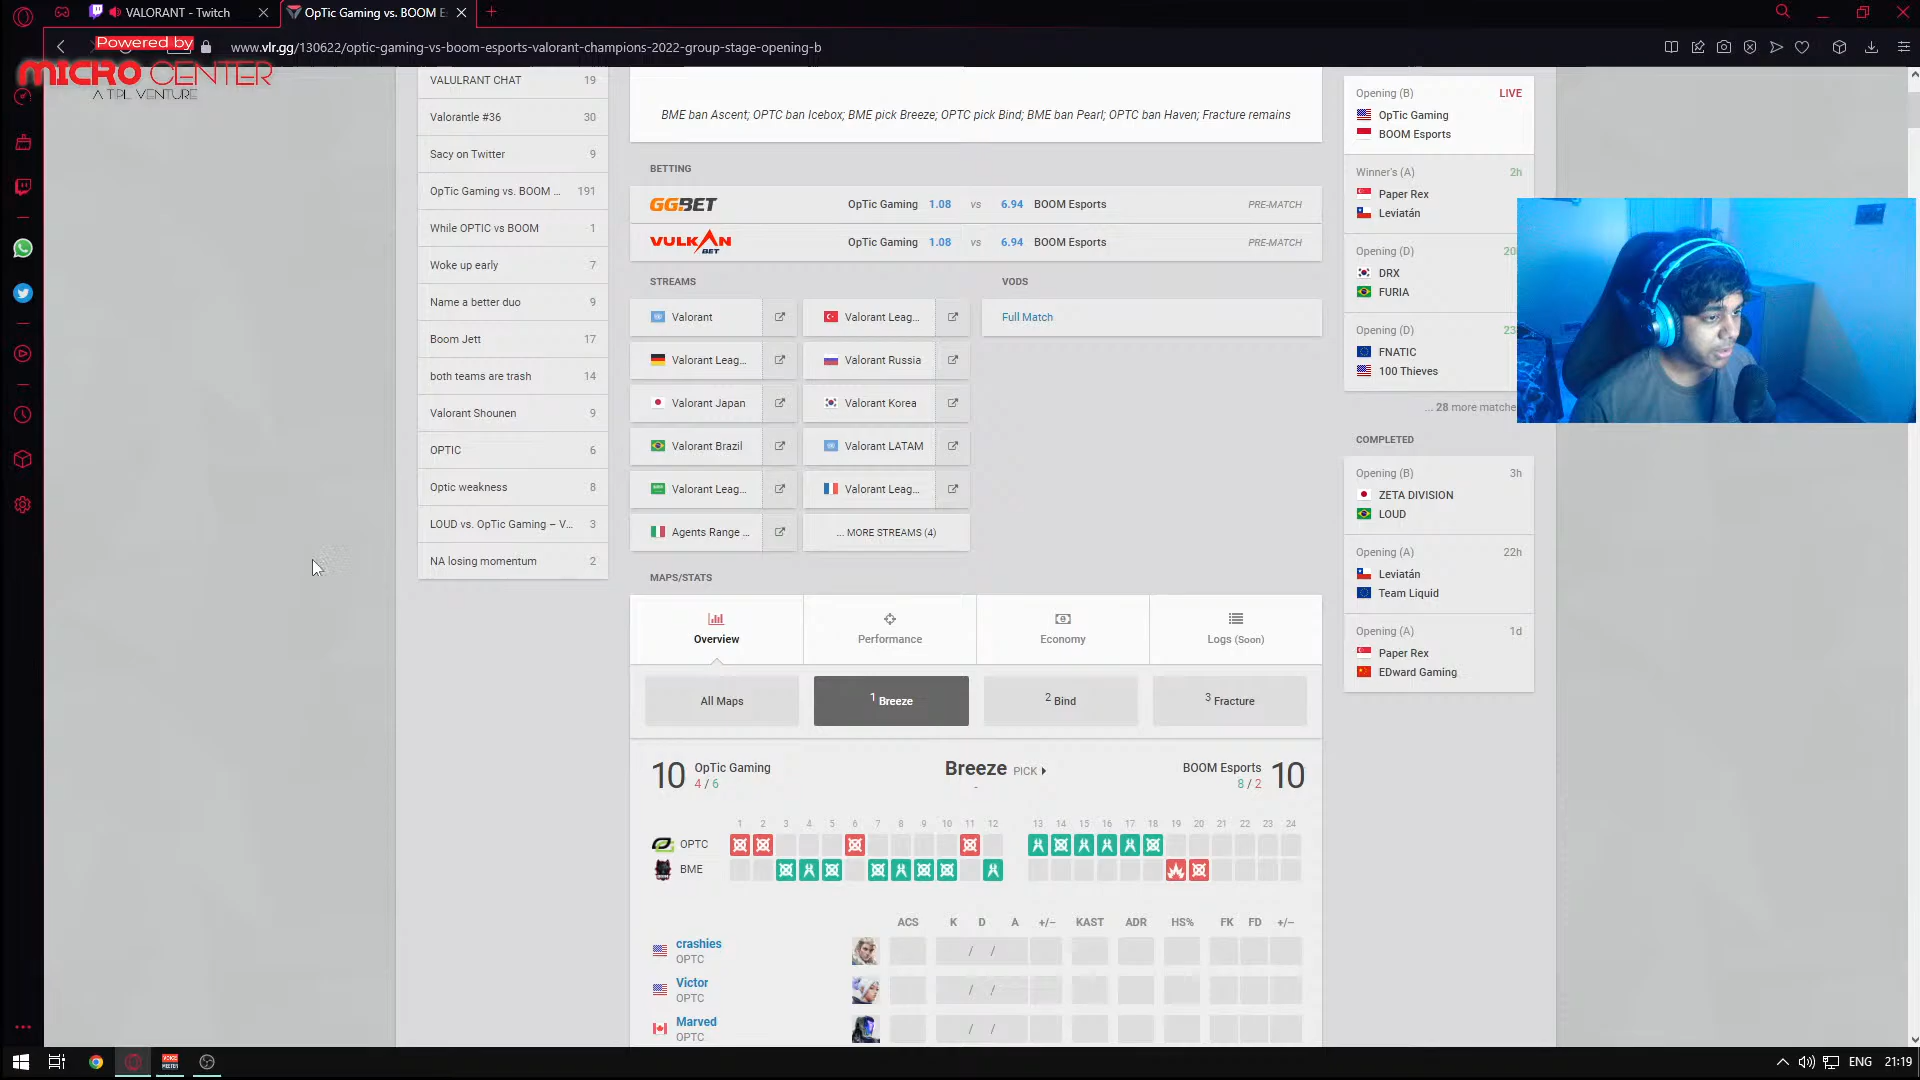 VALORANT - Twitch
OpTic Gaming vs. BOOM E
Powered by
www.vlr.gg/130622/optic-gaming-vs-boom-esports-valorant-champions-2022-group-stage-opening-b
MICRO CENTER
A TPL VENTURE
VALULRANT CHAT 19
Valorantle #36 30
Sacy on Twitter 9
OpTic Gaming vs. BOOM ... 191
While OPTIC vs BOOM 1
Woke up early 7
Name a better duo 9
Boom Jett 17
both teams are trash 14
Valorant Shounen 9
OPTIC 6
Optic weakness 8
LOUD vs. OpTic Gaming – V... 3
NA losing momentum 2
BME ban Ascent; OPTC ban Icebox; BME pick Breeze; OPTC pick Bind; BME ban Pearl; OPTC ban Haven; Fracture remains
BETTING
GG.BET OpTic Gaming 1.08 vs 6.94 BOOM Esports PRE-MATCH
VULKAN BET OpTic Gaming 1.08 vs 6.94 BOOM Esports PRE-MATCH
STREAMS
Valorant Valorant Leag...
Valorant Leag... Valorant Russia
Valorant Japan Valorant Korea
Valorant Brazil Valorant LATAM
Valorant Leag... Valorant Leag...
Agents Range ... ... MORE STREAMS (4)
VODS
Full Match
MAPS/STATS
Overview Performance Economy Logs (Soon)
All Maps 1 Breeze 2 Bind 3 Fracture
10 OpTic Gaming Breeze PICK BOOM Esports 10
4 / 6 - 8 / 2
1 2 3 4 5 6 7 8 9 10 11 12 13 14 15 16 17 18 19 20 21 22 23 24
OPTC
BME
ACS K D A +/– KAST ADR HS% FK FD +/–
crashies
OPTC / /
Victor
OPTC / /
Marved
OPTC / /
Opening (B) LIVE
OpTic Gaming
BOOM Esports
Winner's (A) 2h
Paper Rex
Leviatán
Opening (D) 20
DRX
FURIA
Opening (D) 23
FNATIC
100 Thieves
... 28 more matche
COMPLETED
Opening (B) 3h
ZETA DIVISION
LOUD
Opening (A) 22h
Leviatán
Team Liquid
Opening (A) 1d
Paper Rex
EDward Gaming
ENG 21:19